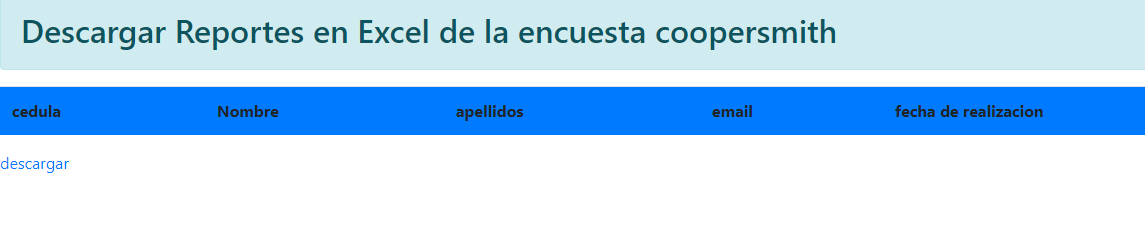 Descargar Reportes en Excel de la encuesta coopersmith
cedula Nombre apellidos email fecha de realizacion
descargar